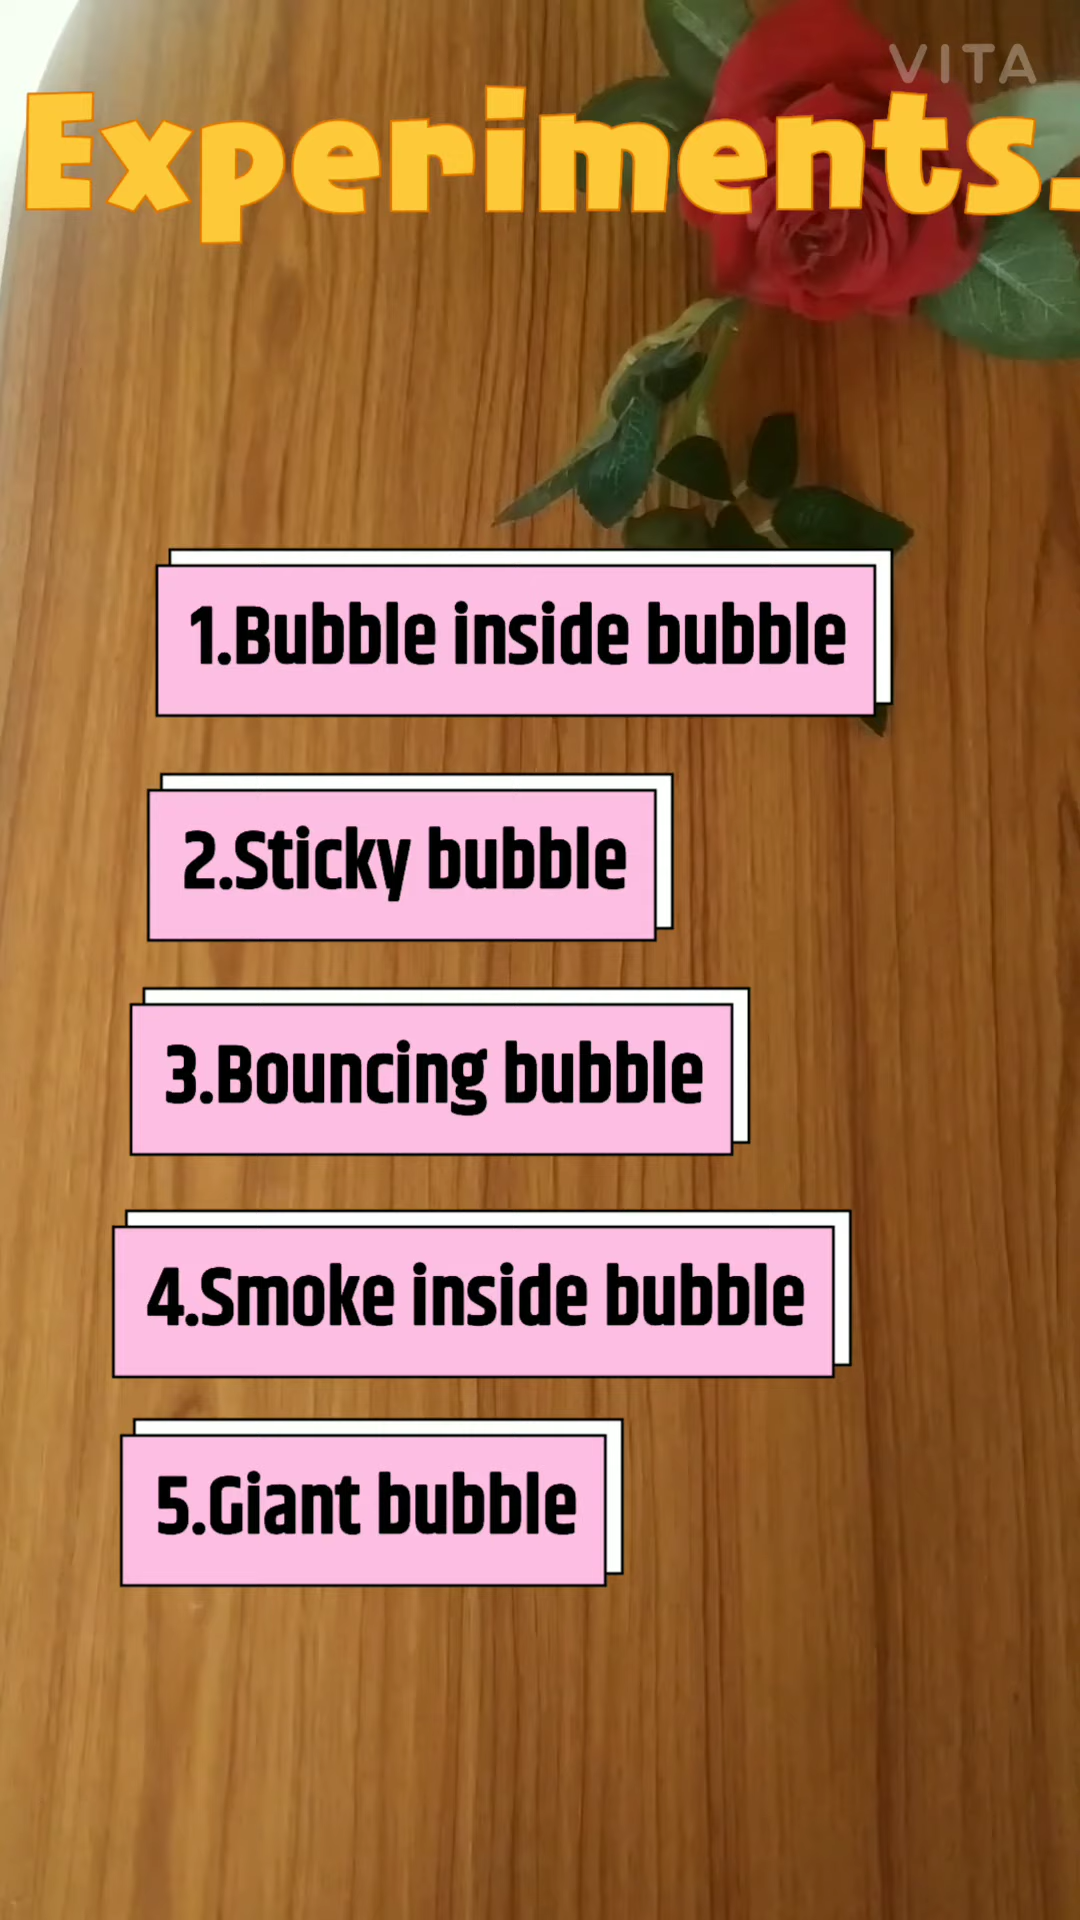 VITA
Experiments.
1.Bubble inside bubble
2.Sticky bubble
3.Bouncing bubble
4.Smoke inside bubble
5.Giant bubble